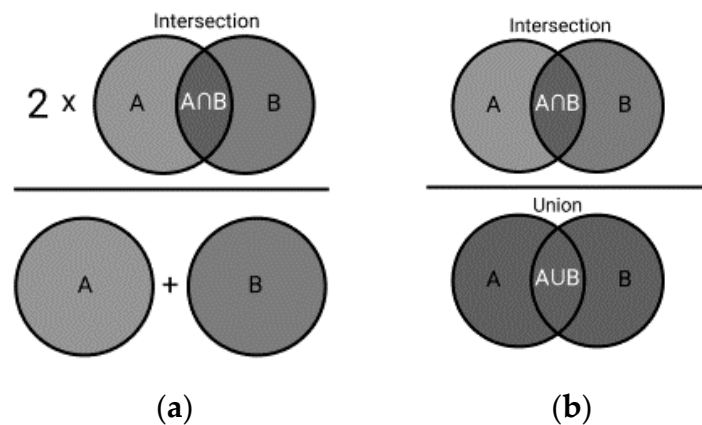 Intersection
2 x A A∩B B
A + B
(a)
Intersection
A A∩B B
Union
A A∪B B
(b)